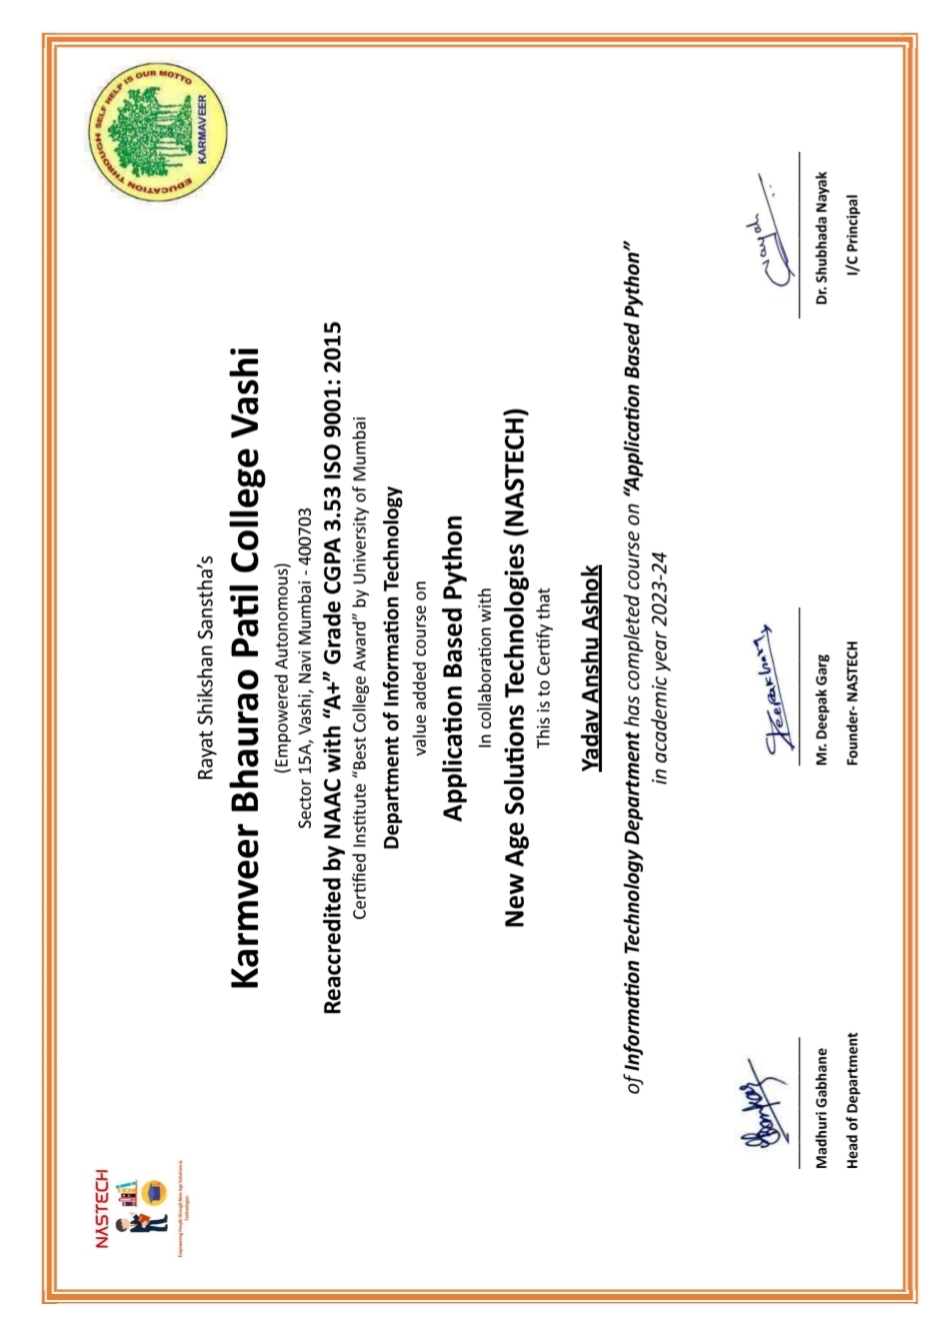 NASTECH
Empowering People through New Age Solutions &
Technologies
EDUCATION THROUGH SELF HELP IS OUR MOTTO
KARMAVEER
Rayat Shikshan Sanstha’s
Karmveer Bhaurao Patil College Vashi
(Empowered Autonomous)
Sector 15A, Vashi, Navi Mumbai - 400703
Reaccredited by NAAC with “A+” Grade CGPA 3.53 ISO 9001: 2015
Certified Institute “Best College Award” by University of Mumbai
Department of Information Technology
value added course on
Application Based Python
In collaboration with
New Age Solutions Technologies (NASTECH)
This is to Certify that
Yadav Anshu Ashok
of Information Technology Department has completed course on “Application Based Python”
in academic year 2023-24
Nayak
Madhuri Gabhane
Mr. Deepak Garg
Dr. Shubhada Nayak
Head of Department
Founder- NASTECH
I/C Principal